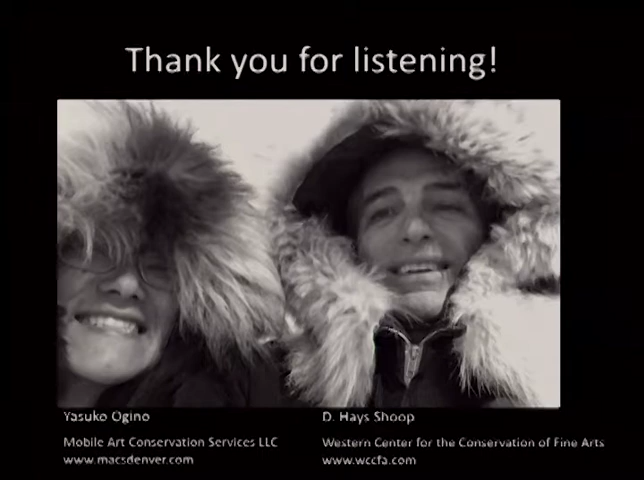 Thank you for listening!
Yasuko Ogino
D. Hays Shoop
Mobile Art Conservation Services LLC
Western Center for the Conservation of Fine Arts
www.macsdenver.com
www.wccfa.com